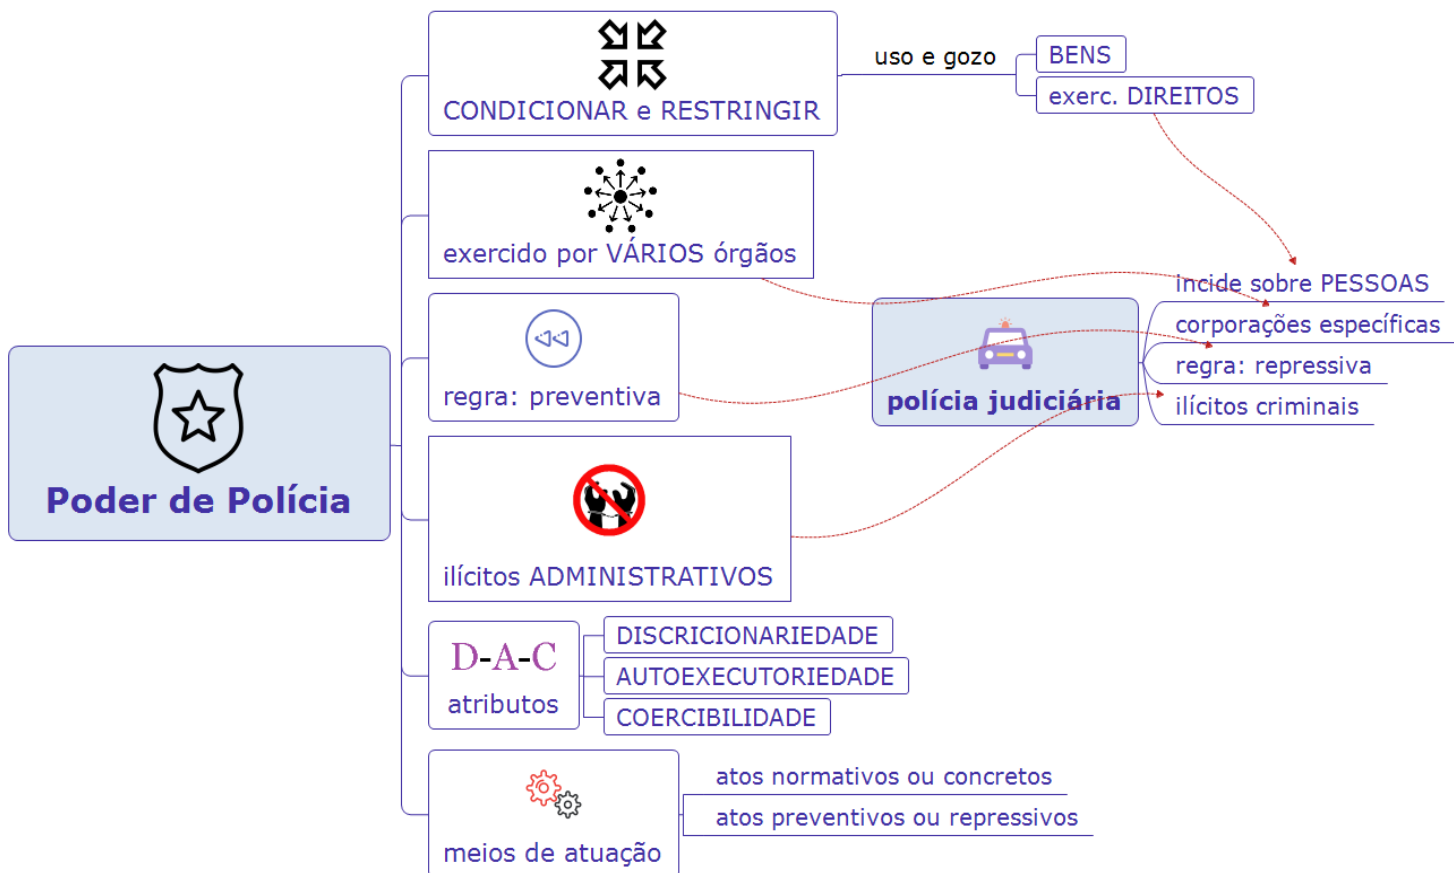 Poder de Polícia
CONDICIONAR e RESTRINGIR
uso e gozo
BENS
exerc. DIREITOS
exercido por VÁRIOS órgãos
regra: preventiva
ilícitos ADMINISTRATIVOS
polícia judiciária
incide sobre PESSOAS
corporações específicas
regra: repressiva
ilícitos criminais
D-A-C
atributos
DISCRICIONARIEDADE
AUTOEXECUTORIEDADE
COERCIBILIDADE
meios de atuação
atos normativos ou concretos
atos preventivos ou repressivos